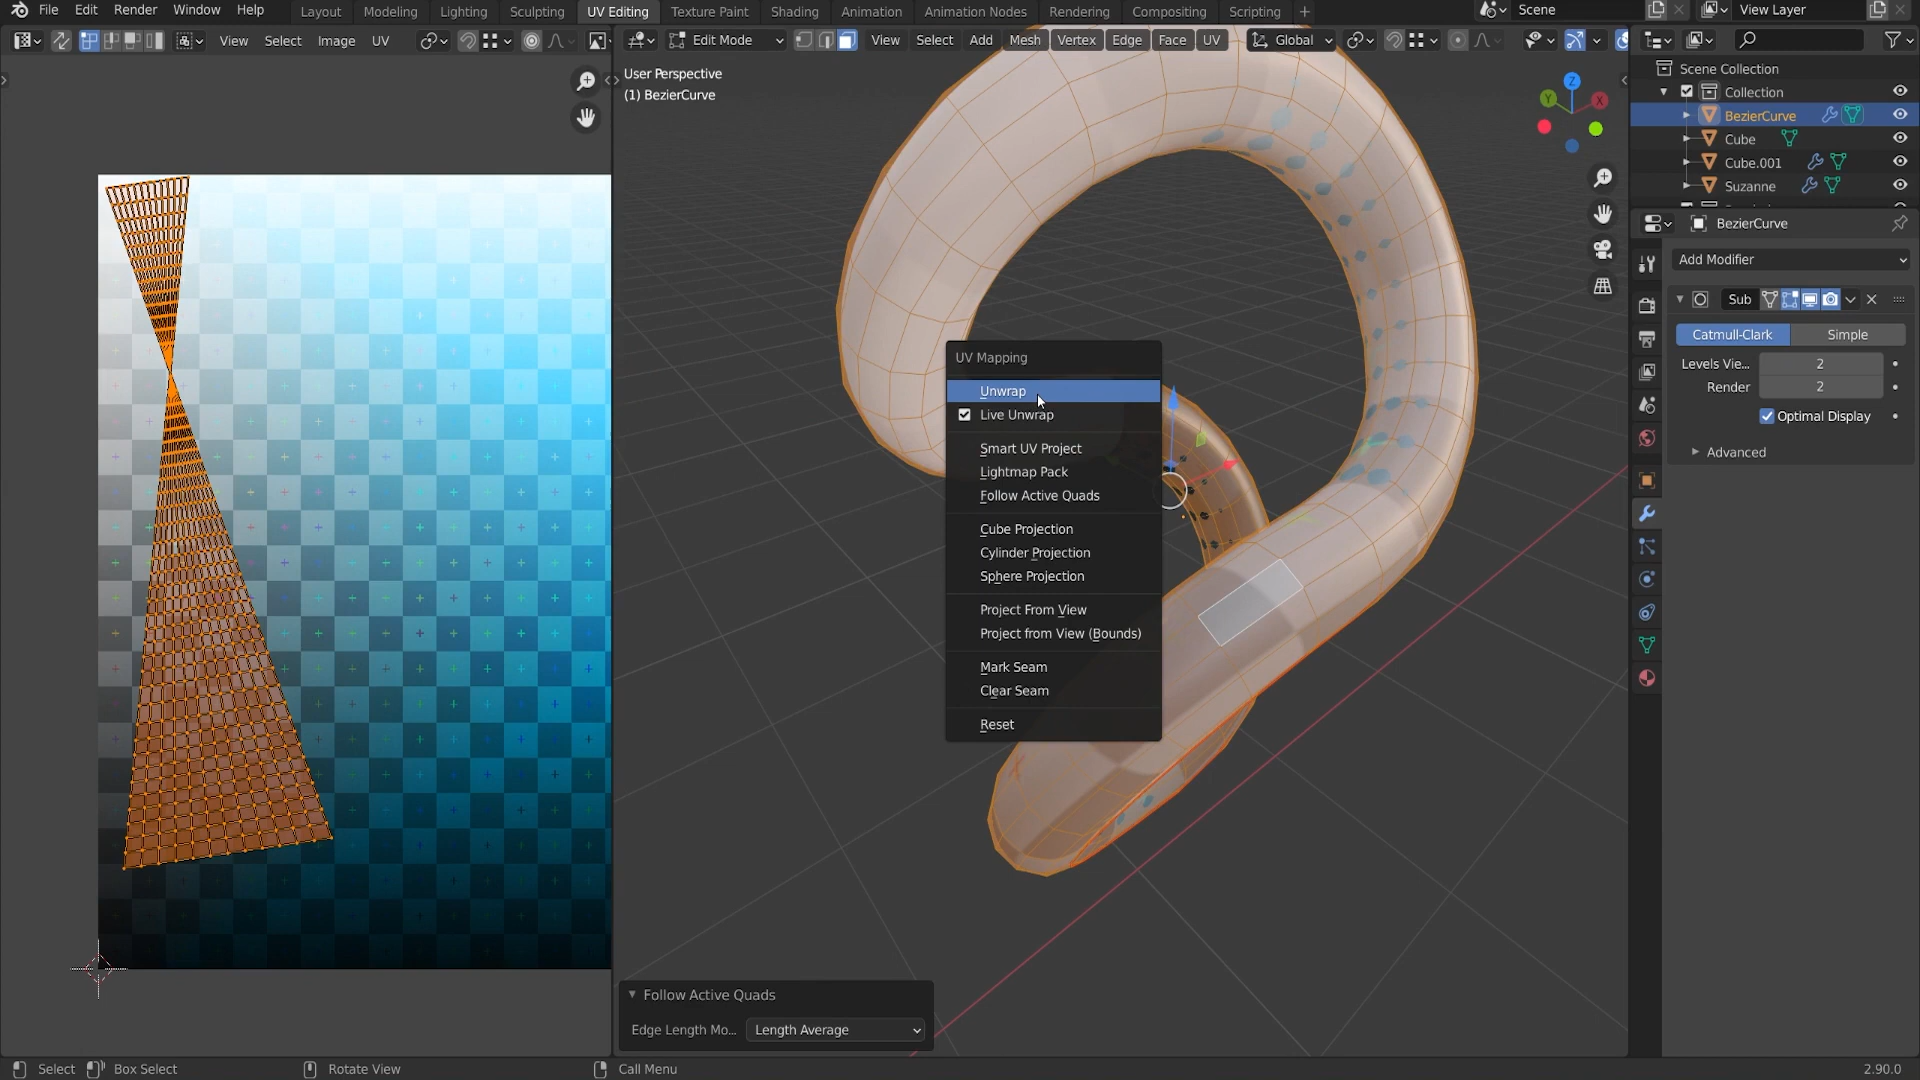 File Edit Render Window Help Layout Modeling Lighting Sculpting UV Editing Texture Paint Shading Animation Animation Nodes Rendering Compositing Scripting + Scene View Layer
View Select Image UV Edit Mode View Select Add Mesh Vertex Edge Face UV Global
User Perspective
(1) BezierCurve
Z
Y
X
Scene Collection
Collection
BezierCurve
Cube
Cube.001
Suzanne
BezierCurve
Add Modifier
Sub
Catmull-Clark Simple
Levels Vie... 2
Render 2
Optimal Display
Advanced
UV Mapping
Unwrap
Live Unwrap
Smart UV Project
Lightmap Pack
Follow Active Quads
Cube Projection
Cylinder Projection
Sphere Projection
Project From View
Project from View (Bounds)
Mark Seam
Clear Seam
Reset
Follow Active Quads
Edge Length Mo... Length Average
Select Box Select Rotate View Call Menu 2.90.0